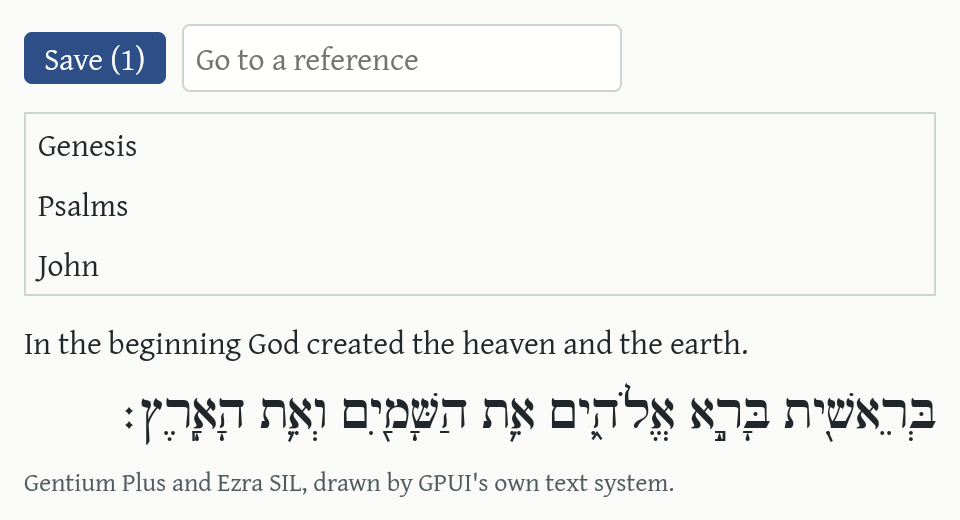 Save (1)
Go to a reference
Genesis
Psalms
John
In the beginning God created the heaven and the earth.
בְּרֵאשִׁ֖ית בָּרָ֣א אֱלֹהִ֑ים אֵ֥ת הַשָּׁמַ֖יִם וְאֵ֥ת הָאָֽרֶץ׃
Gentium Plus and Ezra SIL, drawn by GPUI's own text system.